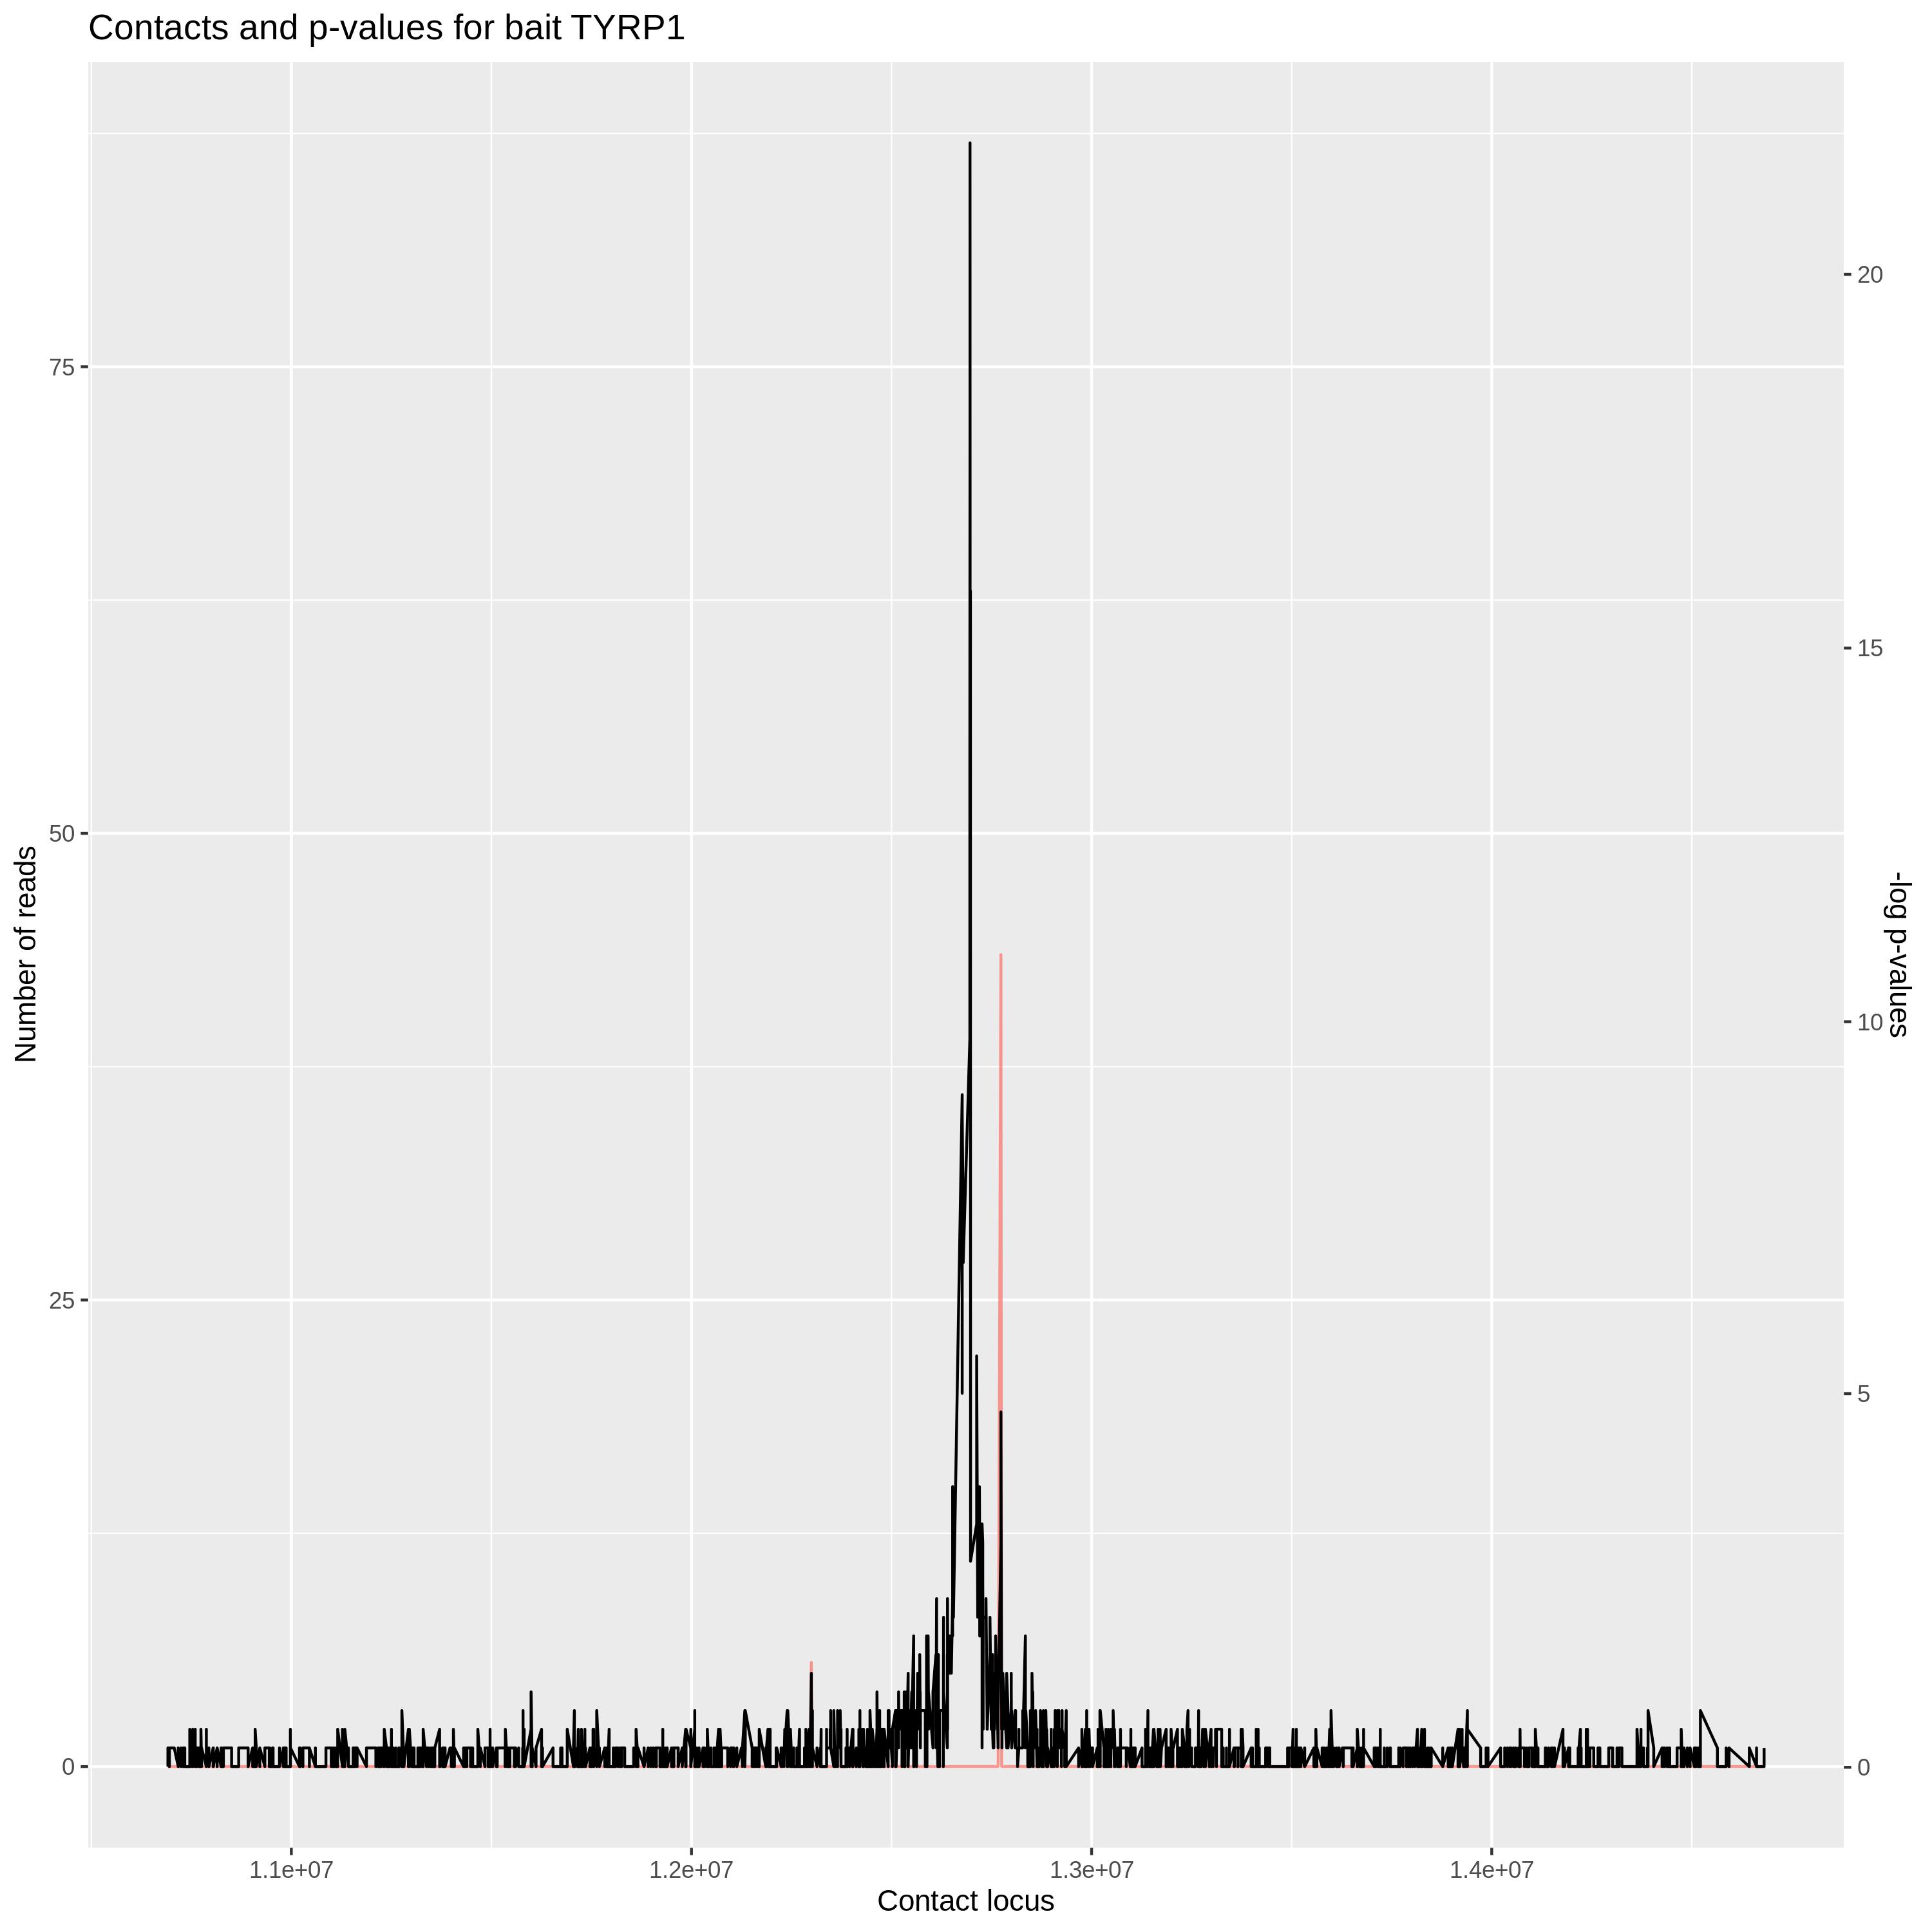 Contacts and p-values for bait TYRP1
75
50
25
0
20
15
10
5
0
Number of reads
-log p-values
1.1e+07
1.2e+07
1.3e+07
1.4e+07
Contact locus